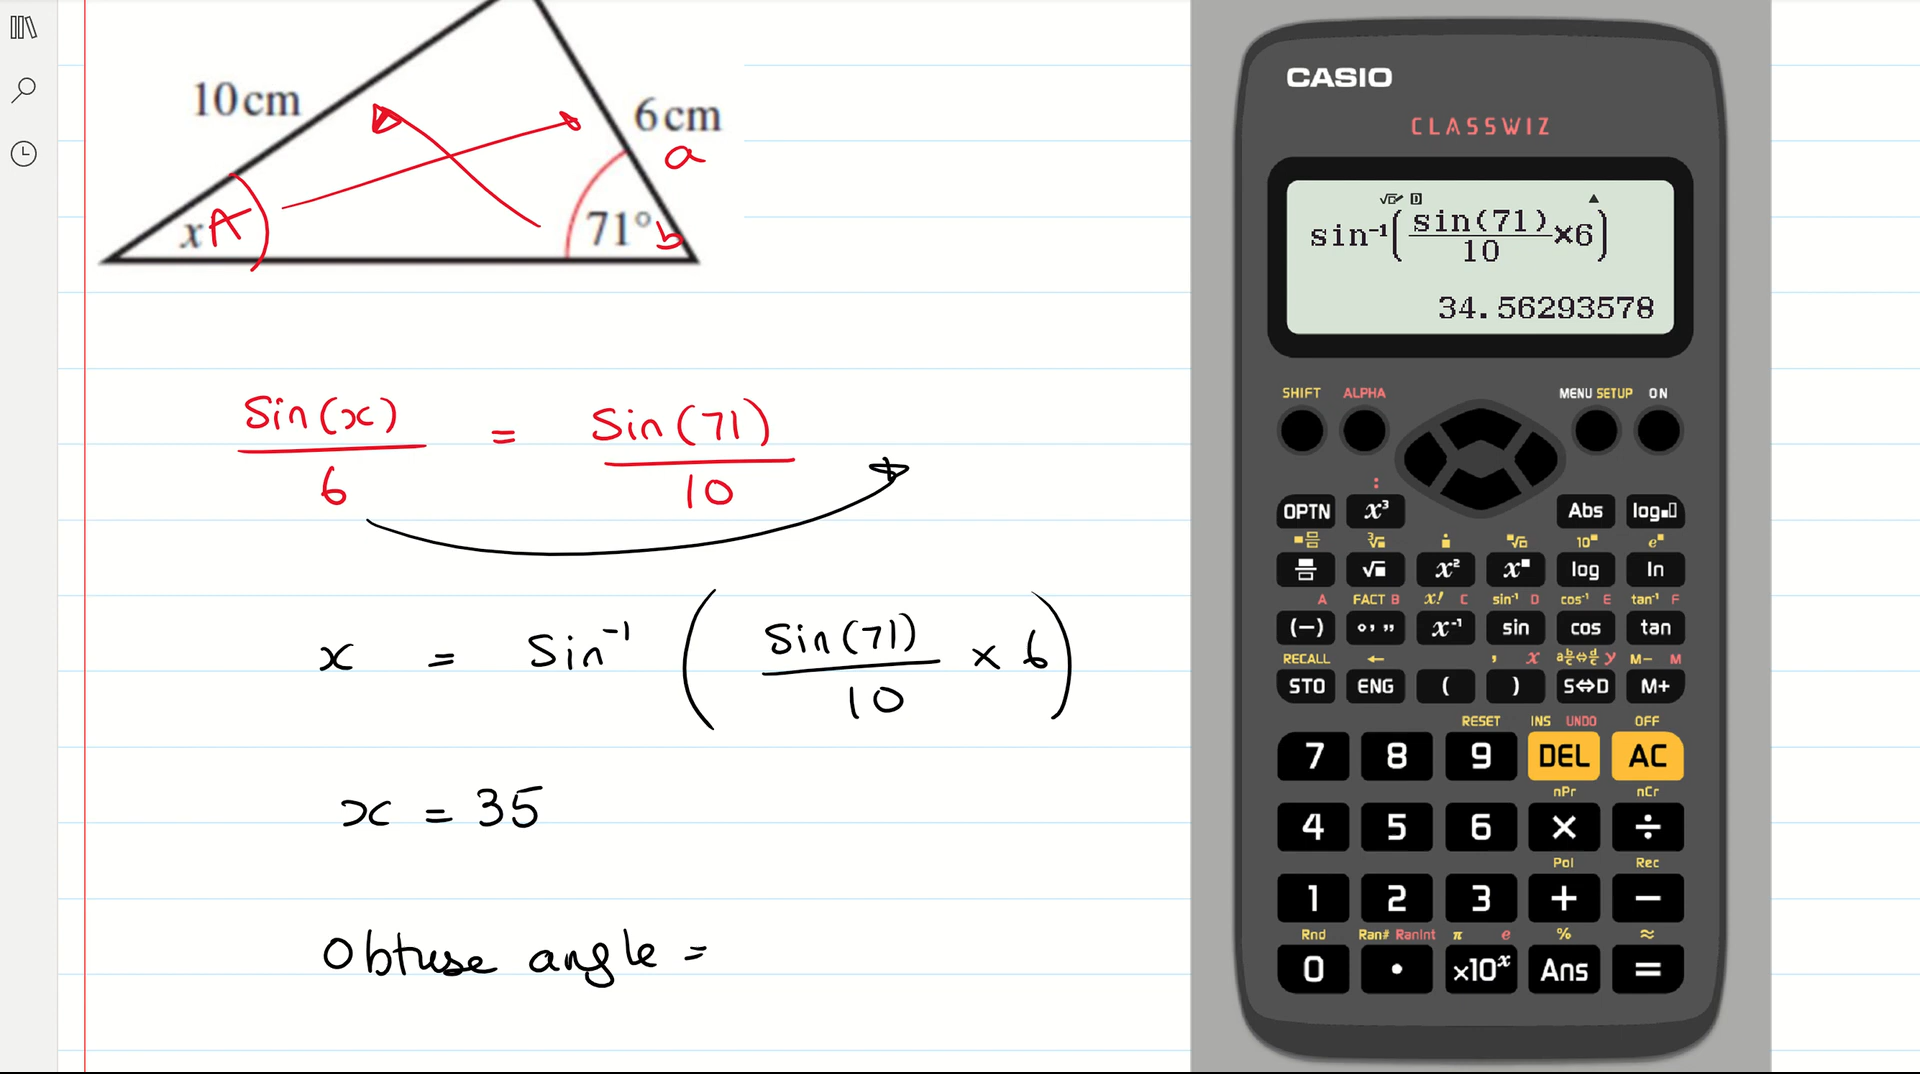 10cm
6cm
a
x A
71° b
sin(x) / 6 = sin(71) / 10
x = sin⁻¹ ( sin(71) / 10 × 6 )
x = 35
Obtuse angle =
CASIO
CLASSWIZ
√▱ D ▲
sin⁻¹( sin(71) / 10 ×6 )
34.56293578
SHIFT ALPHA MENU SETUP ON
:
OPTN x³ Abs log▪▯
▪⊟ ³√▪ ▪ ▪√▯ 10▪ e▪
√▪ x² x▪ log ln
A FACT B x! C sin⁻¹ D cos⁻¹ E tan⁻¹ F
(−) °’” x⁻¹ sin cos tan
RECALL ← , x a b/c⇔d/c y M− M
STO ENG ( ) S⇔D M+
RESET INS UNDO OFF
7 8 9 DEL AC
nPr nCr
4 5 6 × ÷
Pol Rec
1 2 3 + −
Rnd Ran# RanInt π e % ≈
0 • ×10ˣ Ans =